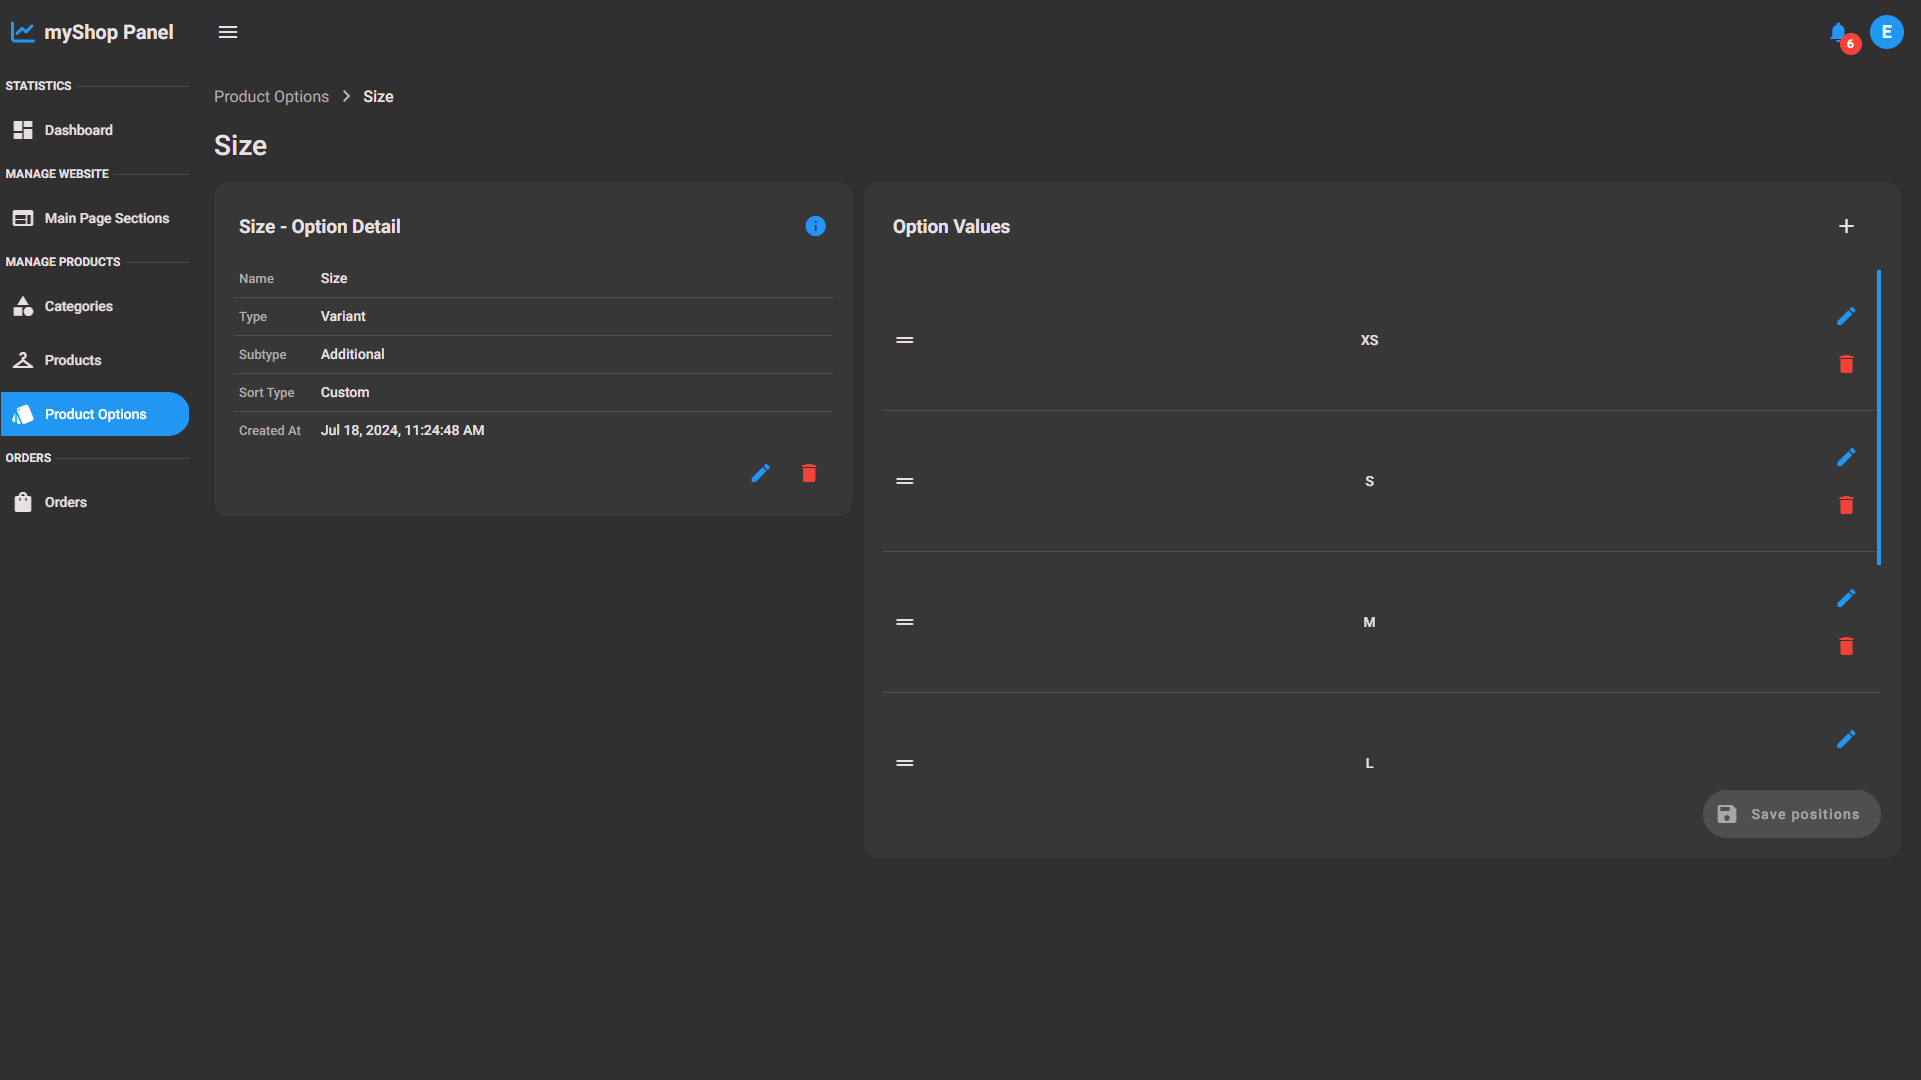 myShop Panel
6
E
STATISTICS
Dashboard
MANAGE WEBSITE
Main Page Sections
MANAGE PRODUCTS
Categories
Products
Product Options
ORDERS
Orders
Product Options > Size
Size
Size - Option Detail
Name Size
Type Variant
Subtype Additional
Sort Type Custom
Created At Jul 18, 2024, 11:24:48 AM
Option Values
XS
S
M
L
Save positions